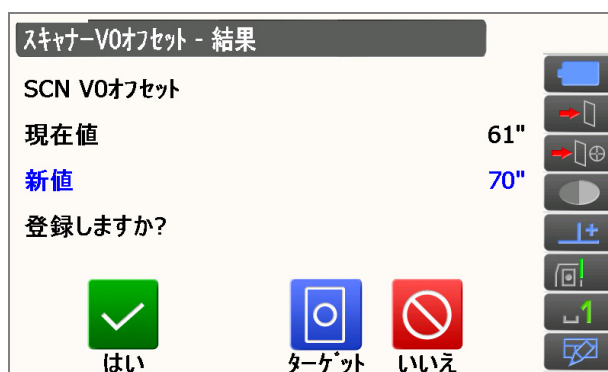 スキャナーV0オフセット - 結果
SCN V0オフセット
現在値 61"
新値 70"
登録しますか?
はい ターゲット いいえ
1